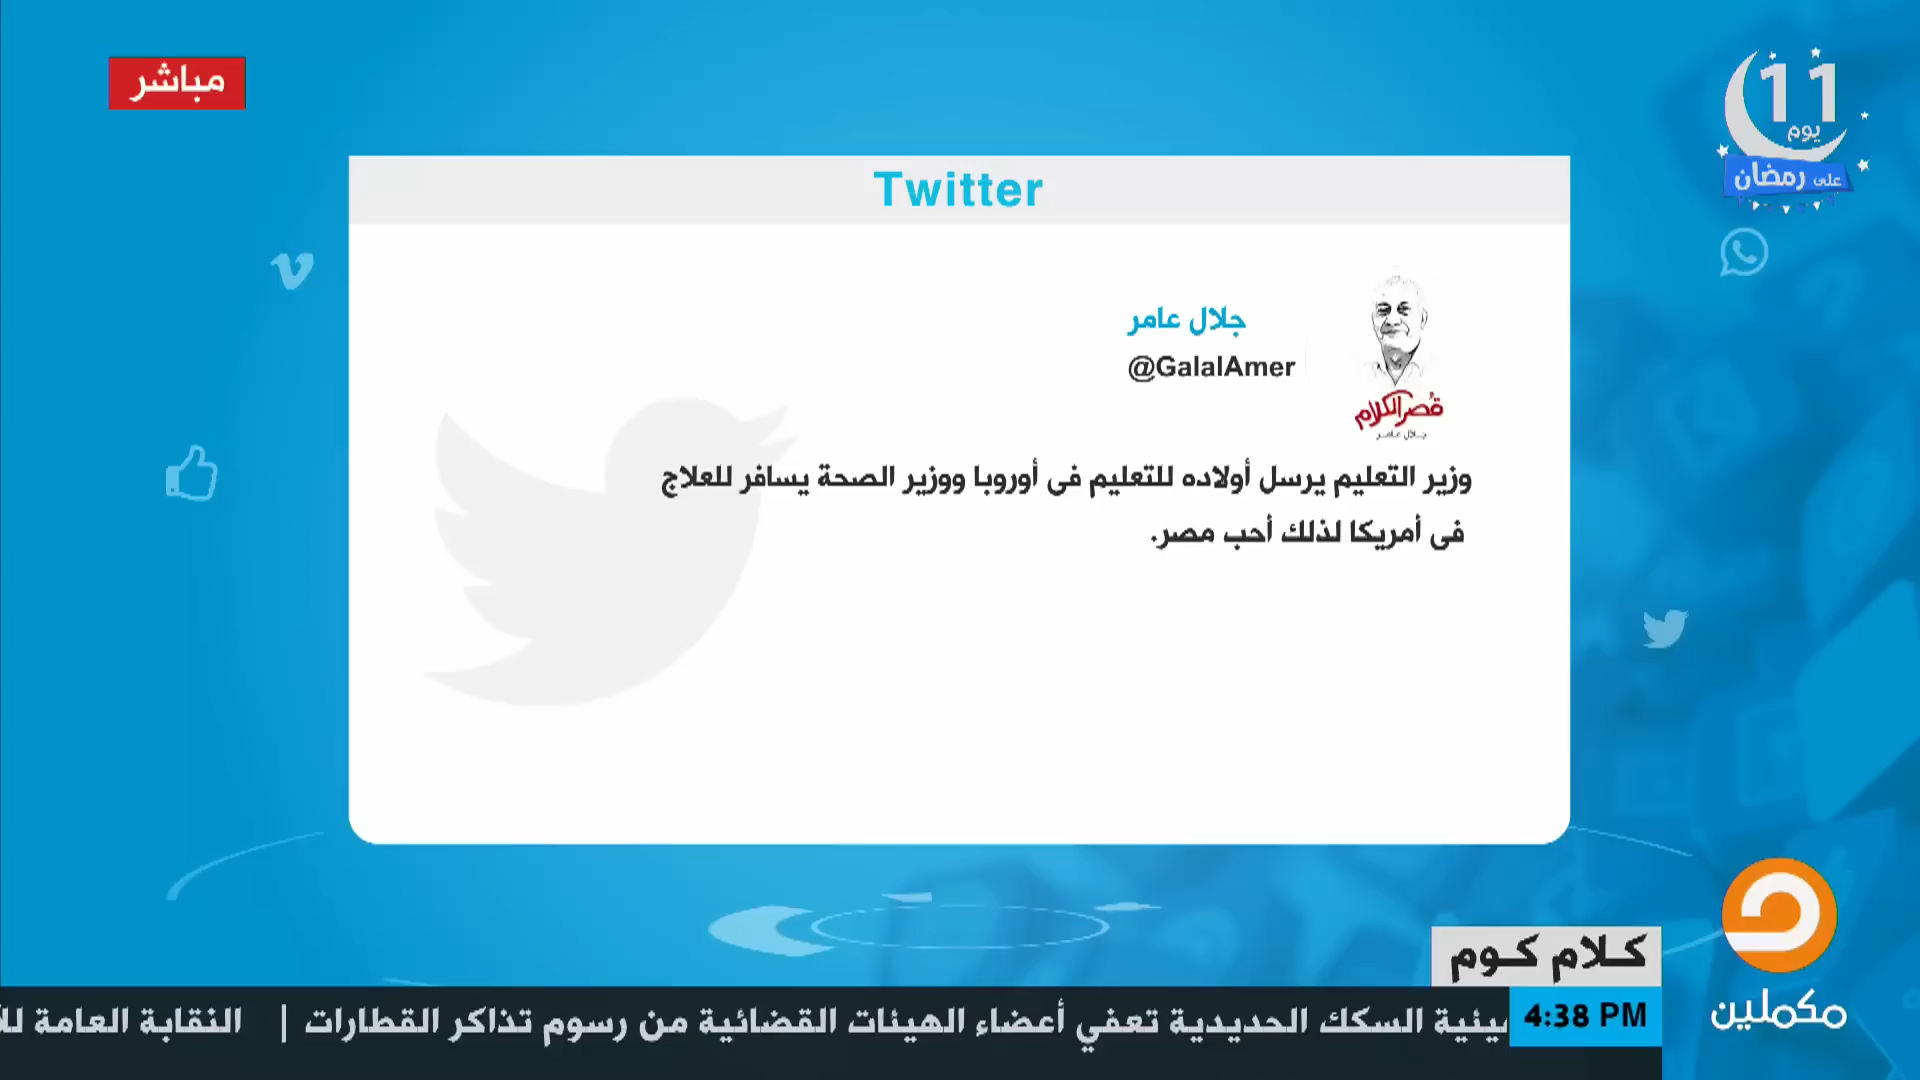 مباشر
11
يوم
على رمضان
Twitter
جلال عامر
@GalalAmer
قصر الكلام
جلال عامر
وزير التعليم يرسل أولاده للتعليم فى أوروبا ووزير الصحة يسافر للعلاج
فى أمريكا لذلك أحب مصر.
كلام كوم
4:38 PM
السكك الحديدية تعفي أعضاء الهيئات القضائية من رسوم تذاكر القطارات | النقابة العامة
مكملين